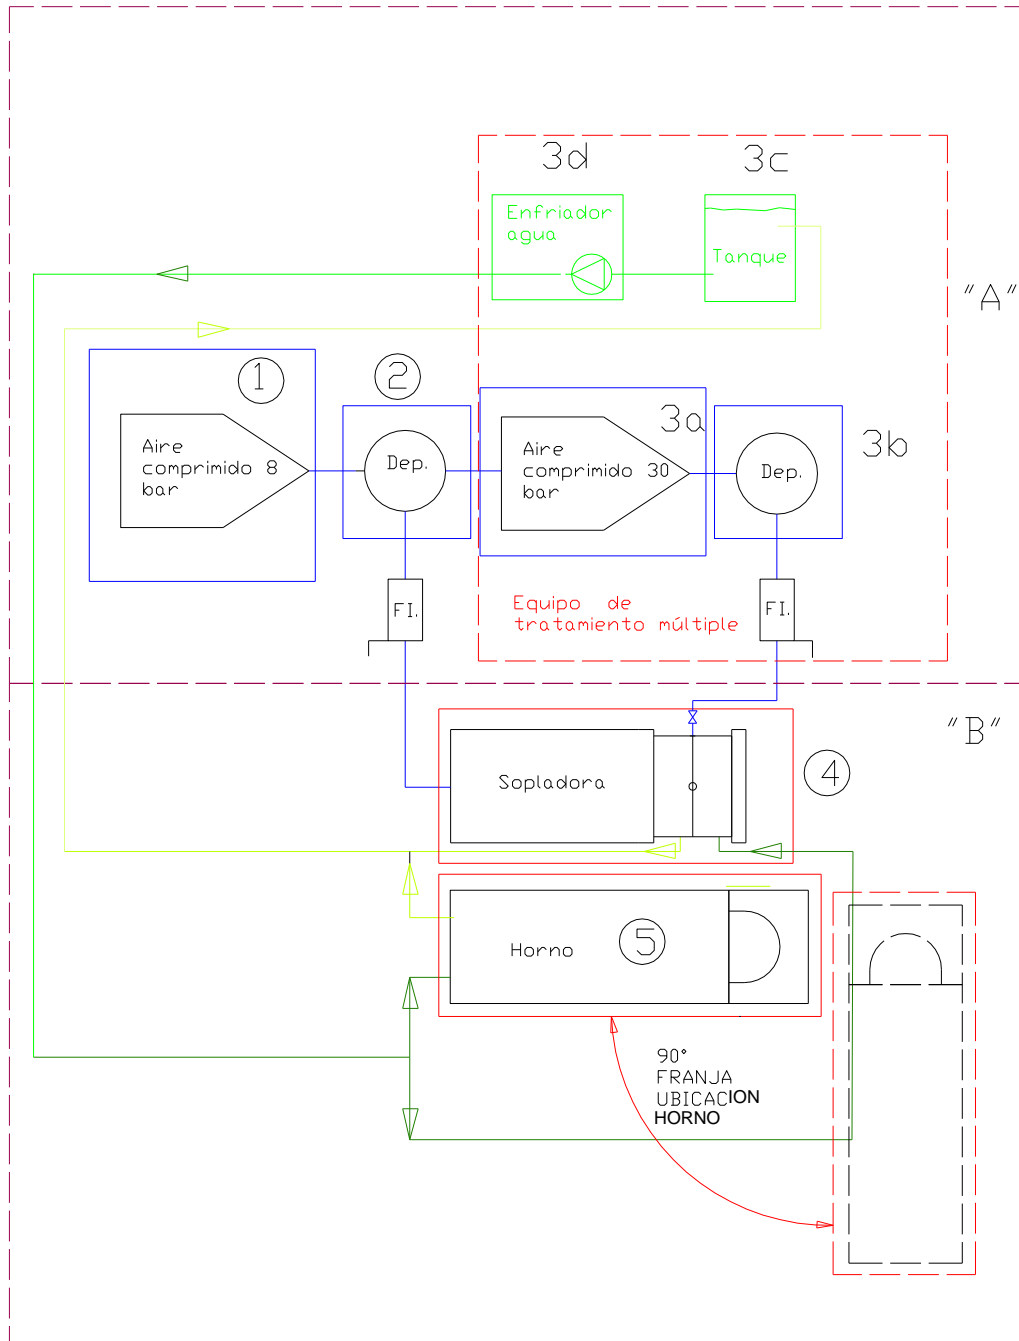 3d
3c
Enfriador
agua
Tanque
"A"
1
2
3a
3b
Aire
comprimido 8
bar
Dep.
Aire
comprimido 30
bar
Dep.
FI.
Equipo de
tratamiento múltiple
FI.
"B"
Sopladora
4
Horno
5
90°
FRANJA
UBICACION
HORNO